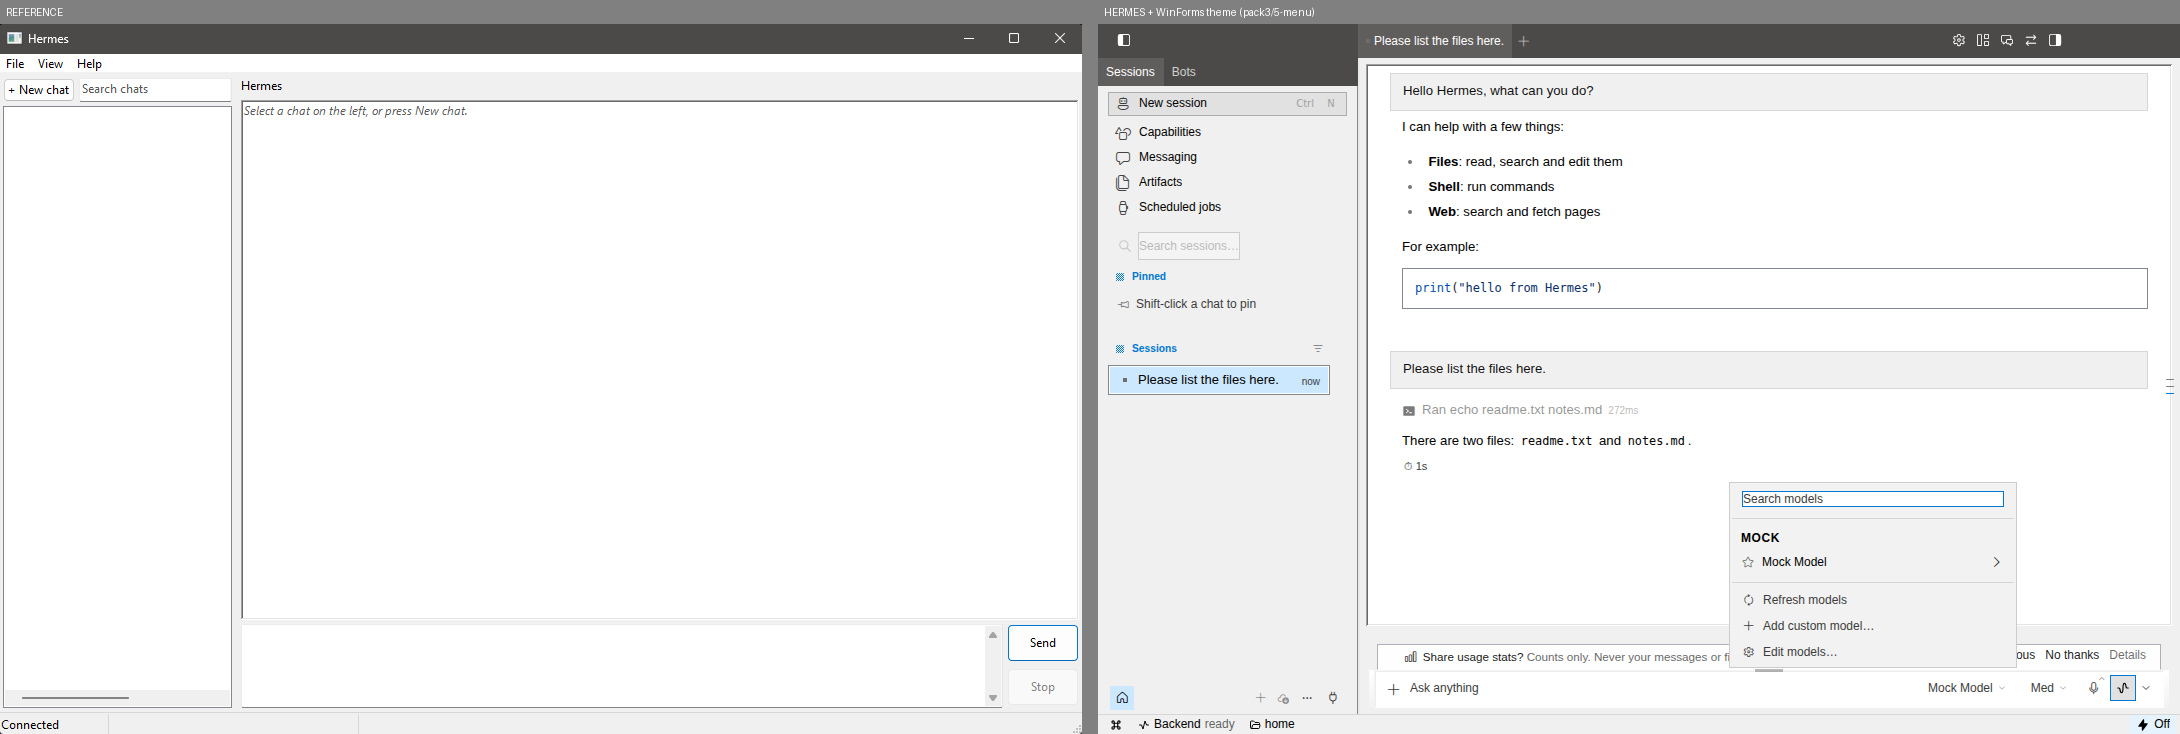 REFERENCE
Hermes
File View Help
+ New chat
Search chats
Hermes
Select a chat on the left, or press New chat.
Send
Stop
Connected
HERMES + WinForms theme (pack3/5-menu)
Please list the files here.
Sessions Bots
New session Ctrl N
Capabilities
Messaging
Artifacts
Scheduled jobs
Search sessions...
Pinned
Shift-click a chat to pin
Sessions
Please list the files here. now
Hello Hermes, what can you do?
I can help with a few things:
• Files: read, search and edit them
• Shell: run commands
• Web: search and fetch pages
For example:
print("hello from Hermes")
Please list the files here.
Ran echo readme.txt notes.md 272ms
There are two files: readme.txt and notes.md.
1s
Search models
MOCK
Mock Model
Refresh models
Add custom model...
Edit models...
Share usage stats? Counts only. Never your messages or fi
ous No thanks Details
Ask anything
Mock Model Med
Backend ready home
Off